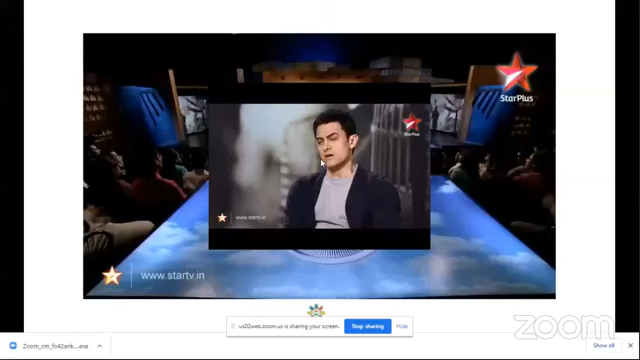 StarPlus
StarPlus
www.startv.in
www.startv.in
us02web.zoom.us is sharing your screen.
Stop sharing
Hide
zoom
Zoom_cm_fo42ank....exe
Show all